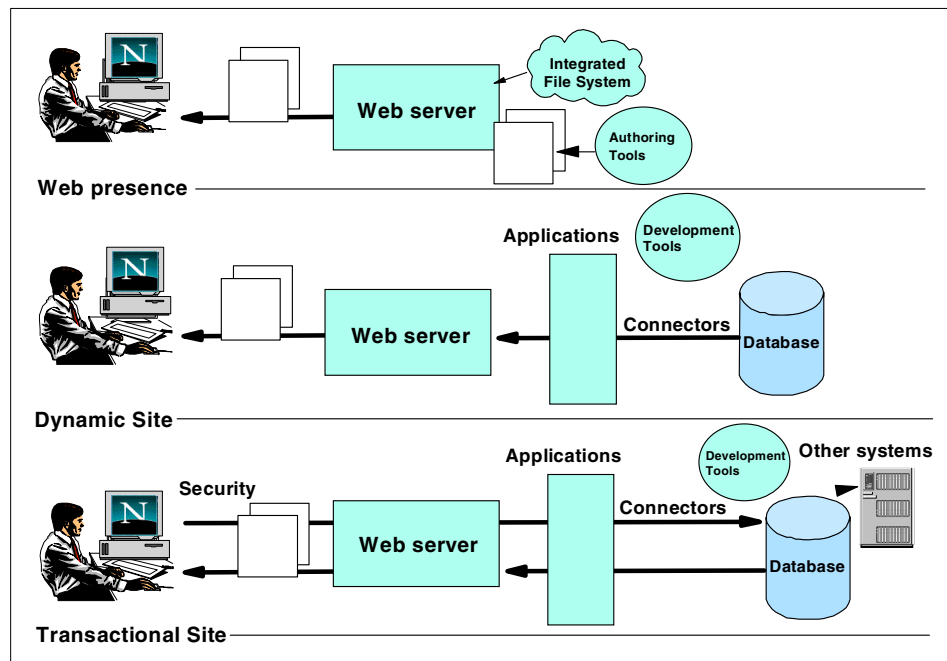 N
Integrated
File System
Web server
Authoring
Tools
Web presence
Applications
Development
Tools
N
Web server
Connectors
Database
Dynamic Site
Applications
Development
Tools
Other systems
N
Security
Connectors
Web server
Database
Transactional Site